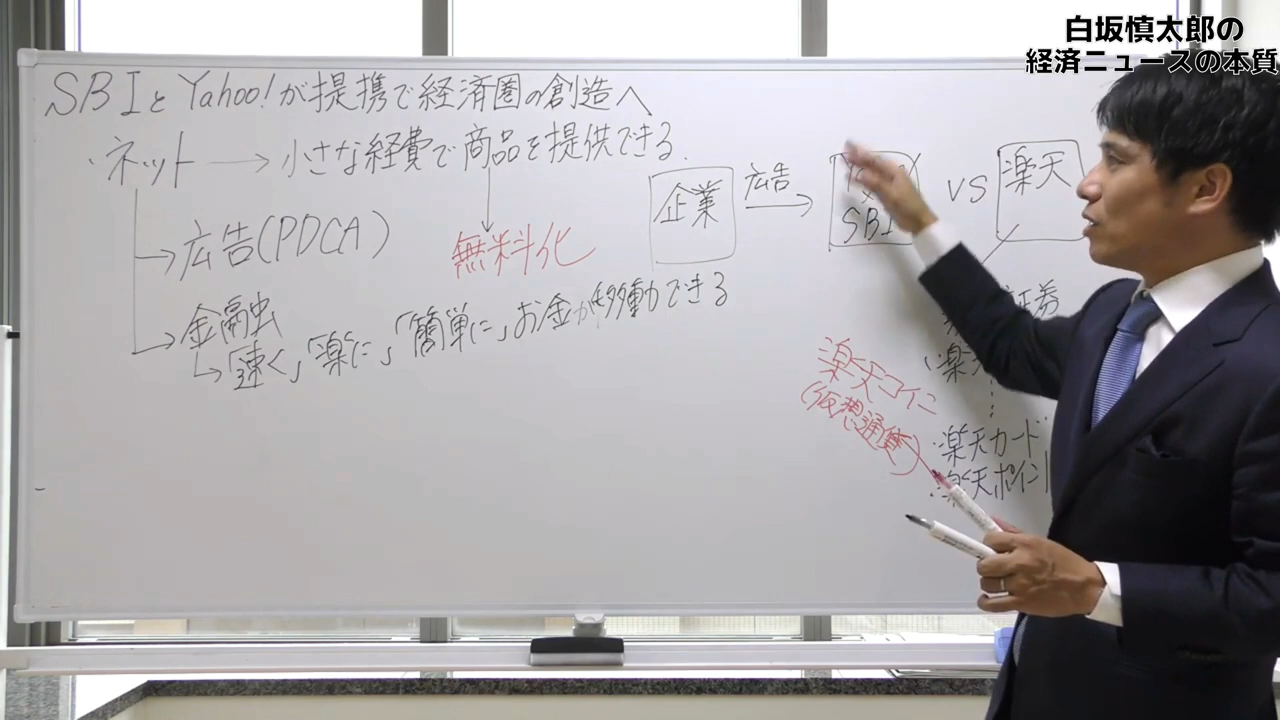 白坂慎太郎の
経済ニュースの本質
SBIとYahoo!が提携で経済圏の創造へ
・ネット → 小さな経費で商品を提供できる.
→広告(PDCA)
無料化
→金融
↳「速く」「楽に」「簡単に」お金が移動できる
企業
広告
×
SBI
VS
楽天
証券
・楽天
楽天コイン
(仮想通貨)
・楽天カード
・楽天ポイント